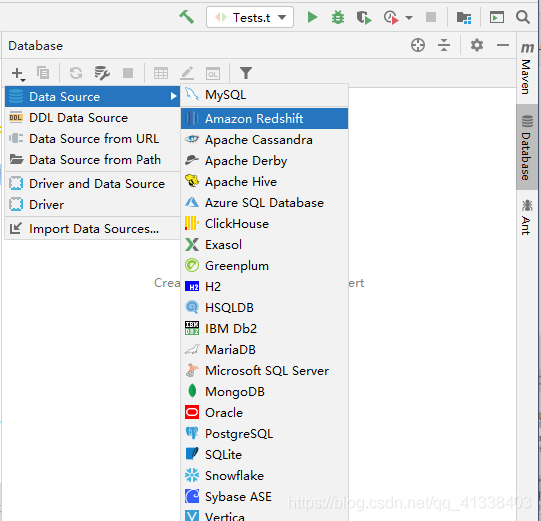 Tests.t
Database
Data Source
DDL Data Source
Data Source from URL
Data Source from Path
Driver and Data Source
Driver
Import Data Sources...
MySQL
Amazon Redshift
Apache Cassandra
Apache Derby
Apache Hive
Azure SQL Database
ClickHouse
Exasol
Greenplum
H2
HSQLDB
IBM Db2
MariaDB
Microsoft SQL Server
MongoDB
Oracle
PostgreSQL
SQLite
Snowflake
Sybase ASE
Vertica
Crea
ert
Maven
Database
Ant
https://blog.csdn.net/qq_41338403